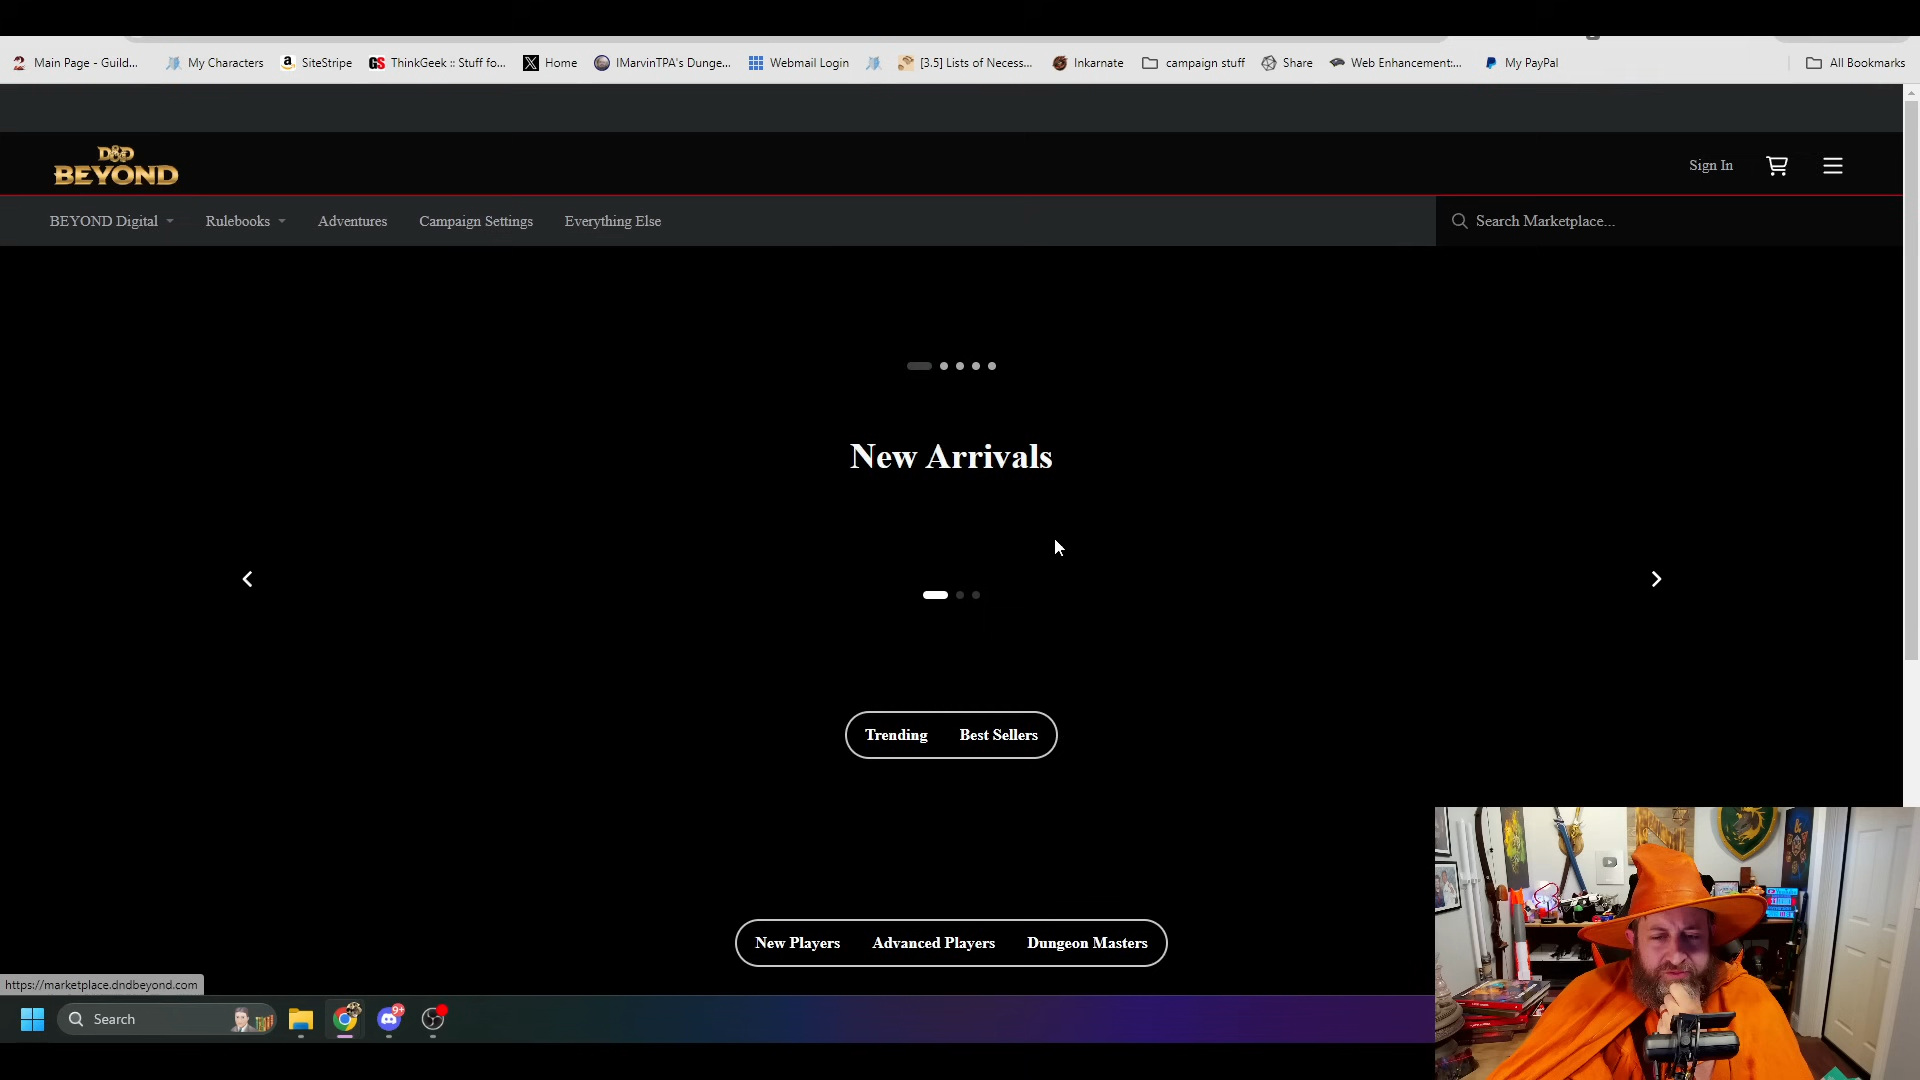 Main Page - Guild...
My Characters
SiteStripe
ThinkGeek :: Stuff fo...
Home
IMarvinTPA's Dunge...
Webmail Login
[3.5] Lists of Necess...
Inkarnate
campaign stuff
Share
Web Enhancement:...
My PayPal
All Bookmarks
D&D
BEYOND
Sign In
BEYOND Digital
Rulebooks
Adventures
Campaign Settings
Everything Else
Search Marketplace...
New Arrivals
Trending
Best Sellers
New Players
Advanced Players
Dungeon Masters
https://marketplace.dndbeyond.com
Search
9+